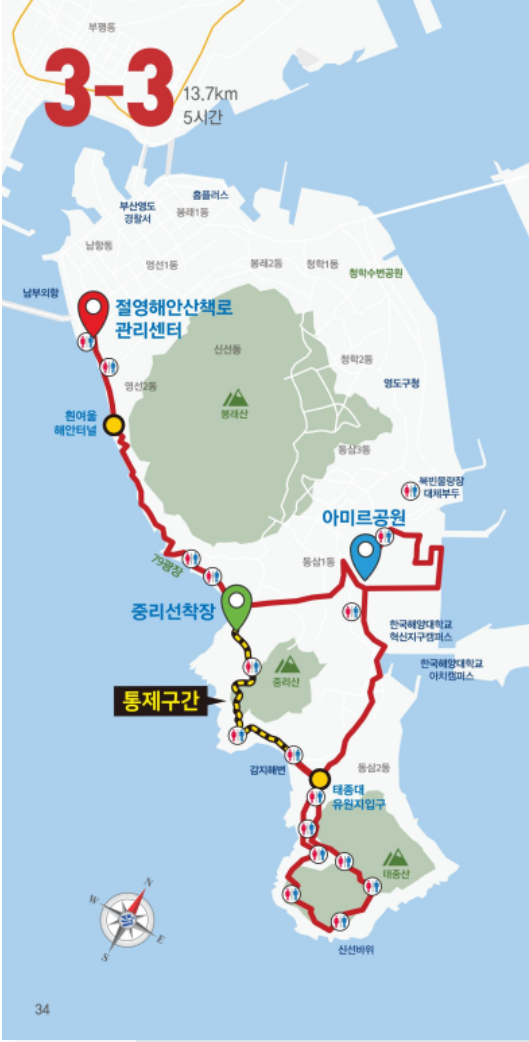 부평동
3-3
13.7km
5시간
홈플러스
부산영도
경찰서
봉래1동
남항동
영선1동
봉래2동
청학1동
청학수변공원
남부외항
절영해안산책로
관리센터
신선동
청학2동
영선2동
영도구청
봉래산
흰여울
해안터널
동삼3동
북빈물량장
대체부두
아미르공원
79광장
동삼1동
중리선착장
한국해양대학교
혁신지구캠퍼스
한국해양대학교
아치캠퍼스
중리산
통제구간
감지해변
동삼2동
태종대
유원지입구
태종산
N
W
E
S
신선바위
34